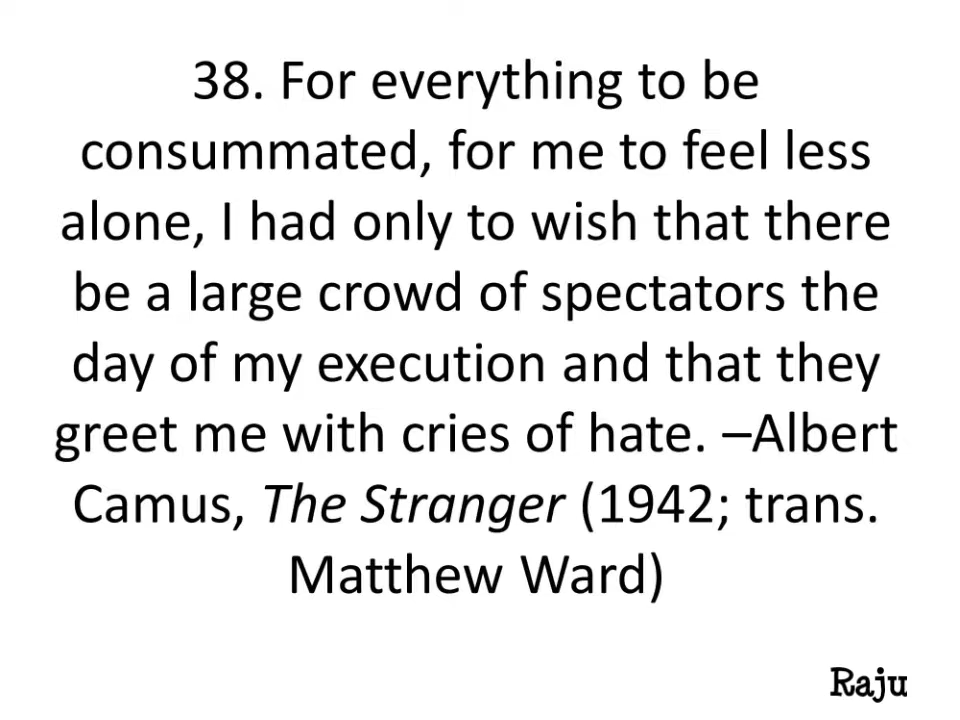 38. For everything to be
consummated, for me to feel less
alone, I had only to wish that there
be a large crowd of spectators the
day of my execution and that they
greet me with cries of hate. –Albert
Camus, The Stranger (1942; trans.
Matthew Ward)
Raju